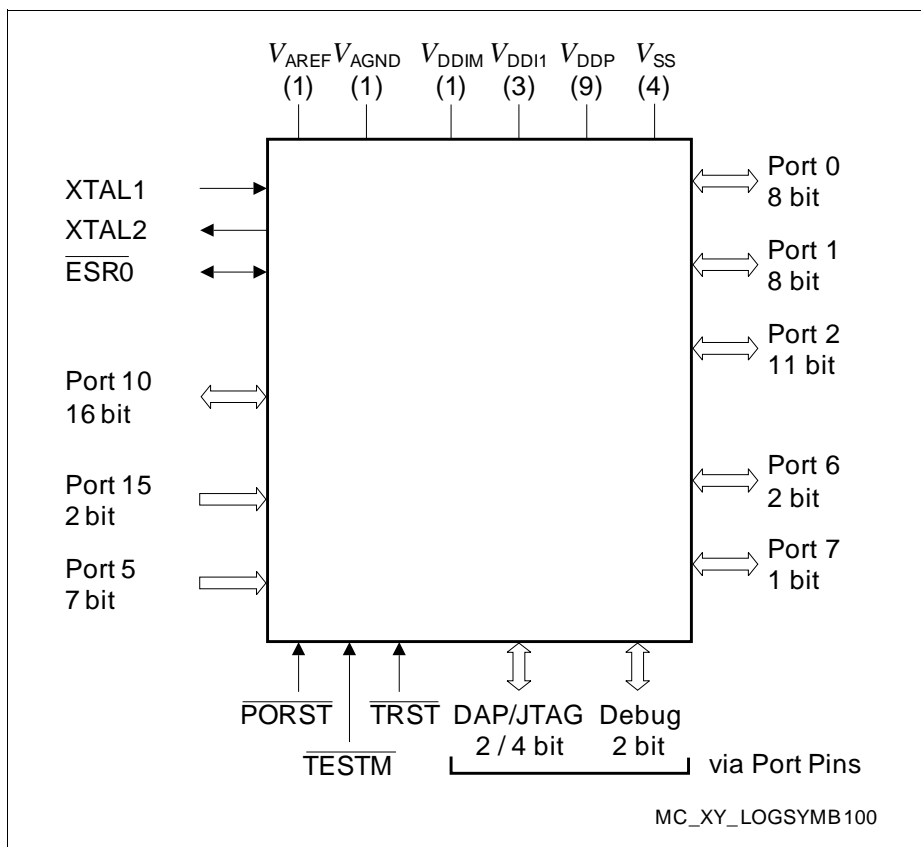 VAREF VAGND VDDIM VDDI1 VDDP VSS
(1) (1) (1) (3) (9) (4)
XTAL1
XTAL2
ESR0
Port 10
16 bit
Port 15
2 bit
Port 5
7 bit
Port 0
8 bit
Port 1
8 bit
Port 2
11 bit
Port 6
2 bit
Port 7
1 bit
PORST TRST DAP/JTAG Debug
2 / 4 bit 2 bit
TESTM
via Port Pins
MC_XY_LOGSYMB100